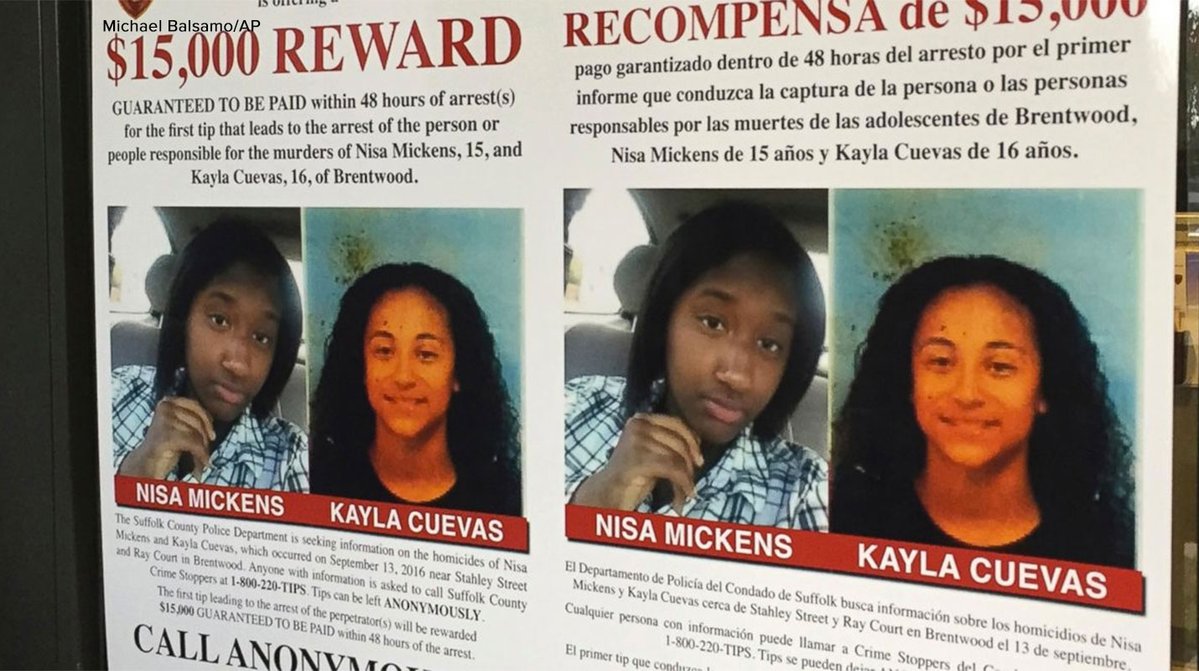 is offering a
Michael Balsamo/AP
$15,000 REWARD
GUARANTEED TO BE PAID within 48 hours of arrest(s)
for the first tip that leads to the arrest of the person or
people responsible for the murders of Nisa Mickens, 15, and
Kayla Cuevas, 16, of Brentwood.
NISA MICKENS
KAYLA CUEVAS
The Suffolk County Police Department is seeking information on the homicides of Nisa
Mickens and Kayla Cuevas, which occurred on September 13, 2016 near Stahley Street
and Ray Court in Brentwood. Anyone with information is asked to call Suffolk County
Crime Stoppers at 1-800-220-TIPS. Tips can be left ANONYMOUSLY.
The first tip leading to the arrest of the perpetrator(s) will be rewarded
$15,000 GUARANTEED TO BE PAID within 48 hours of the arrest.
CALL ANONYMOU
RECOMPENSA de $15,000
pago garantizado dentro de 48 horas del arresto por el primer
informe que conduzca la captura de la persona o las personas
responsables por las muertes de las adolescentes de Brentwood,
Nisa Mickens de 15 años y Kayla Cuevas de 16 años.
NISA MICKENS
KAYLA CUEVAS
El Departamento de Policía del Condado de Suffolk busca información sobre los homicidios de Nisa
Mickens y Kayla Cuevas cerca de Stahley Street y Ray Court en Brentwood el 13 de septiembre
Cualquier persona con información puede llamar a Crime Stoppers del
1-800-220-TIPS. Tips se pueden
El primer tip que